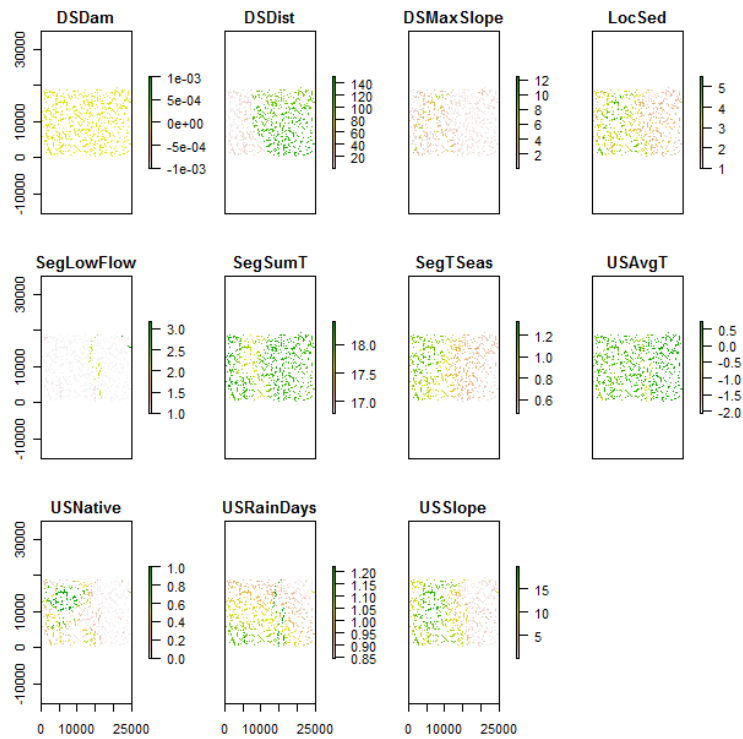 DSDam DSDist DSMaxSlope LocSed
30000 10000 0 -10000
1e-03 5e-04 0e+00 -5e-04 -1e-03
140 120 100 80 60 40 20
12 10 8 6 4 2
5 4 3 2 1
SegLowFlow SegSumT SegTSeas USAvgT
30000 10000 0 -10000
3.0 2.5 2.0 1.5 1.0
18.0 17.5 17.0
1.2 1.0 0.8 0.6
0.5 0.0 -0.5 -1.0 -1.5 -2.0
USNative USRainDays USSlope
30000 10000 0 -10000
1.0 0.8 0.6 0.4 0.2 0.0
1.20 1.15 1.10 1.05 1.00 0.95 0.90 0.85
15 10 5
0 10000 25000 0 10000 25000 0 10000 25000